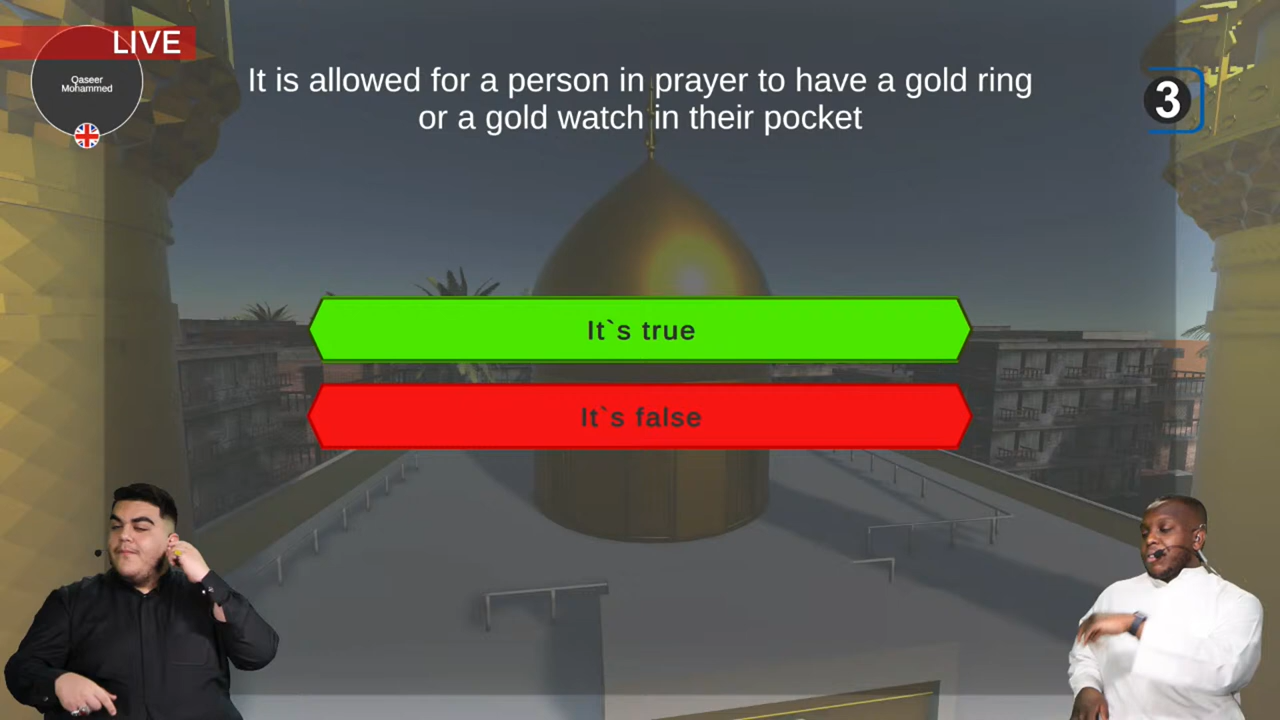 LIVE
Qaseer
Mohammed
It is allowed for a person in prayer to have a gold ring
or a gold watch in their pocket
3
It`s true
It`s false